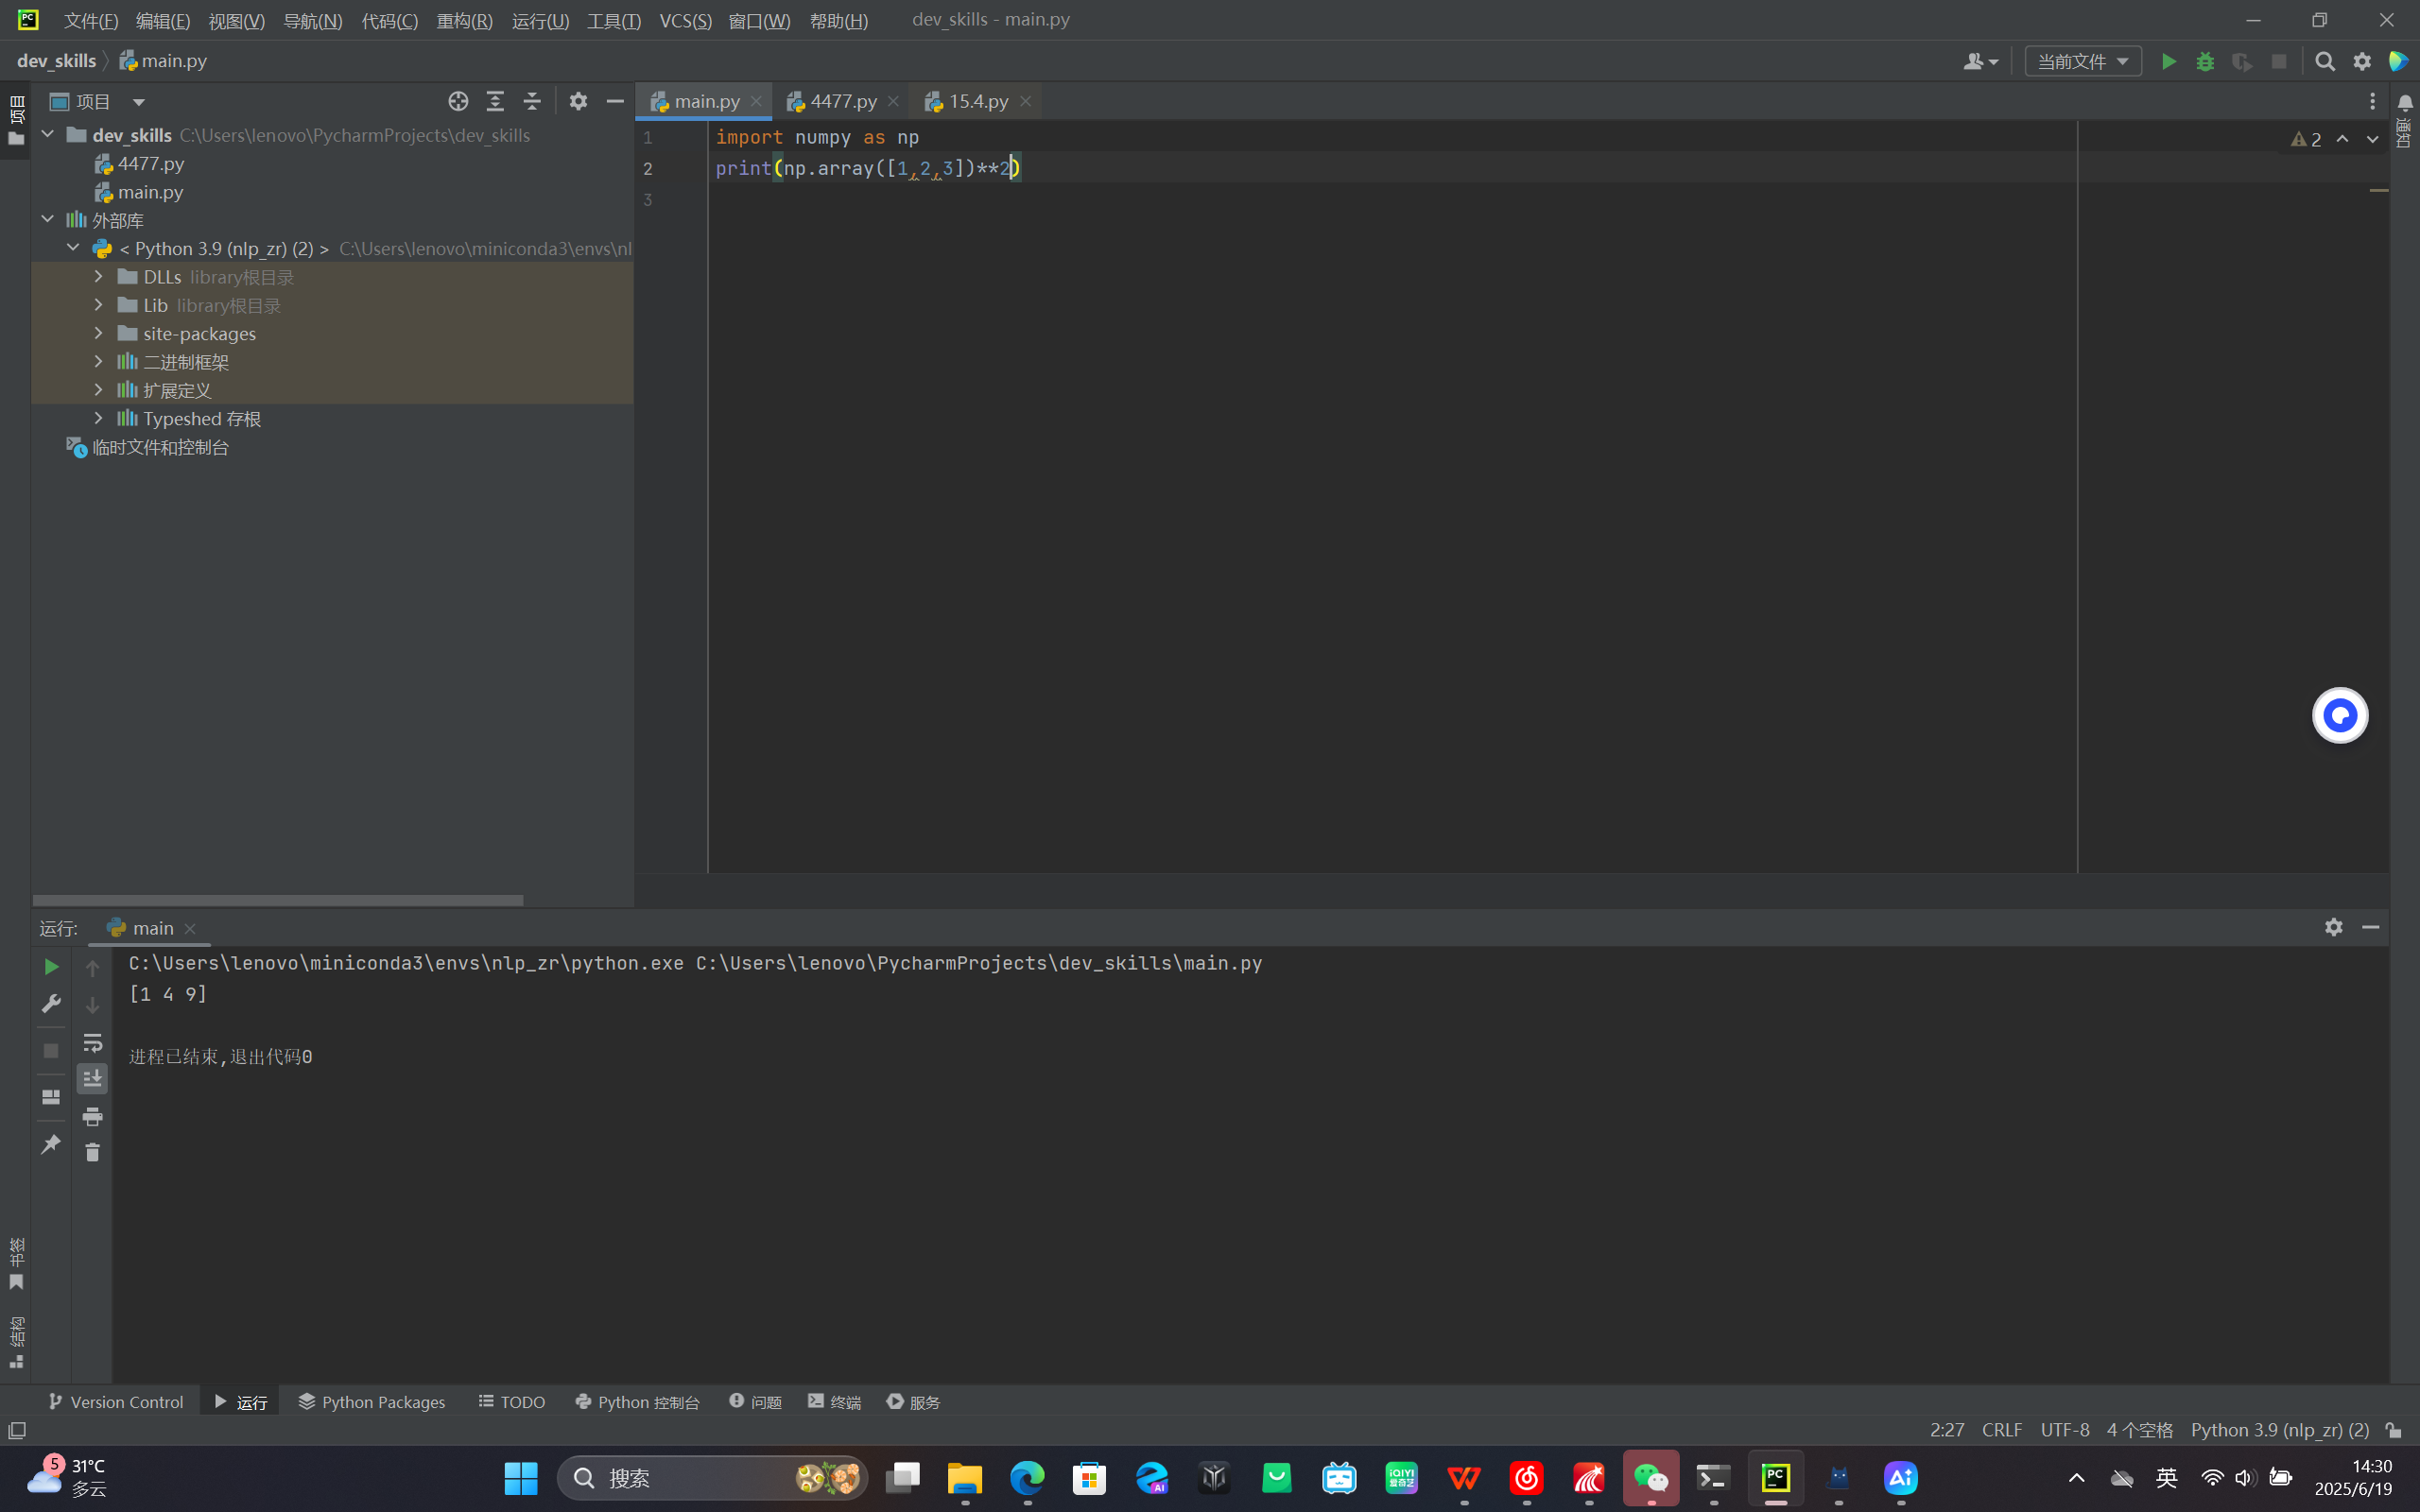 文件(F) 编辑(E) 视图(V) 导航(N) 代码(C) 重构(R) 运行(U) 工具(T) VCS(S) 窗口(W) 帮助(H) dev_skills - main.py
dev_skills main.py 当前文件
项目 main.py 4477.py 15.4.py
项目
通知
dev_skills C:\Users\lenovo\PycharmProjects\dev_skills
4477.py
main.py
外部库
< Python 3.9 (nlp_zr) (2) > C:\Users\lenovo\miniconda3\envs\nl
DLLs library根目录
Lib library根目录
site-packages
二进制框架
扩展定义
Typeshed 存根
临时文件和控制台
1 import numpy as np
2 print(np.array([1,2,3])**2)
3
2
运行: main
C:\Users\lenovo\miniconda3\envs\nlp_zr\python.exe C:\Users\lenovo\PycharmProjects\dev_skills\main.py
[1 4 9]
进程已结束,退出代码0
书签
结构
Version Control 运行 Python Packages TODO Python 控制台 问题 终端 服务
2:27 CRLF UTF-8 4 个空格 Python 3.9 (nlp_zr) (2)
5 31°C
多云
搜索
英
14:30
2025/6/19